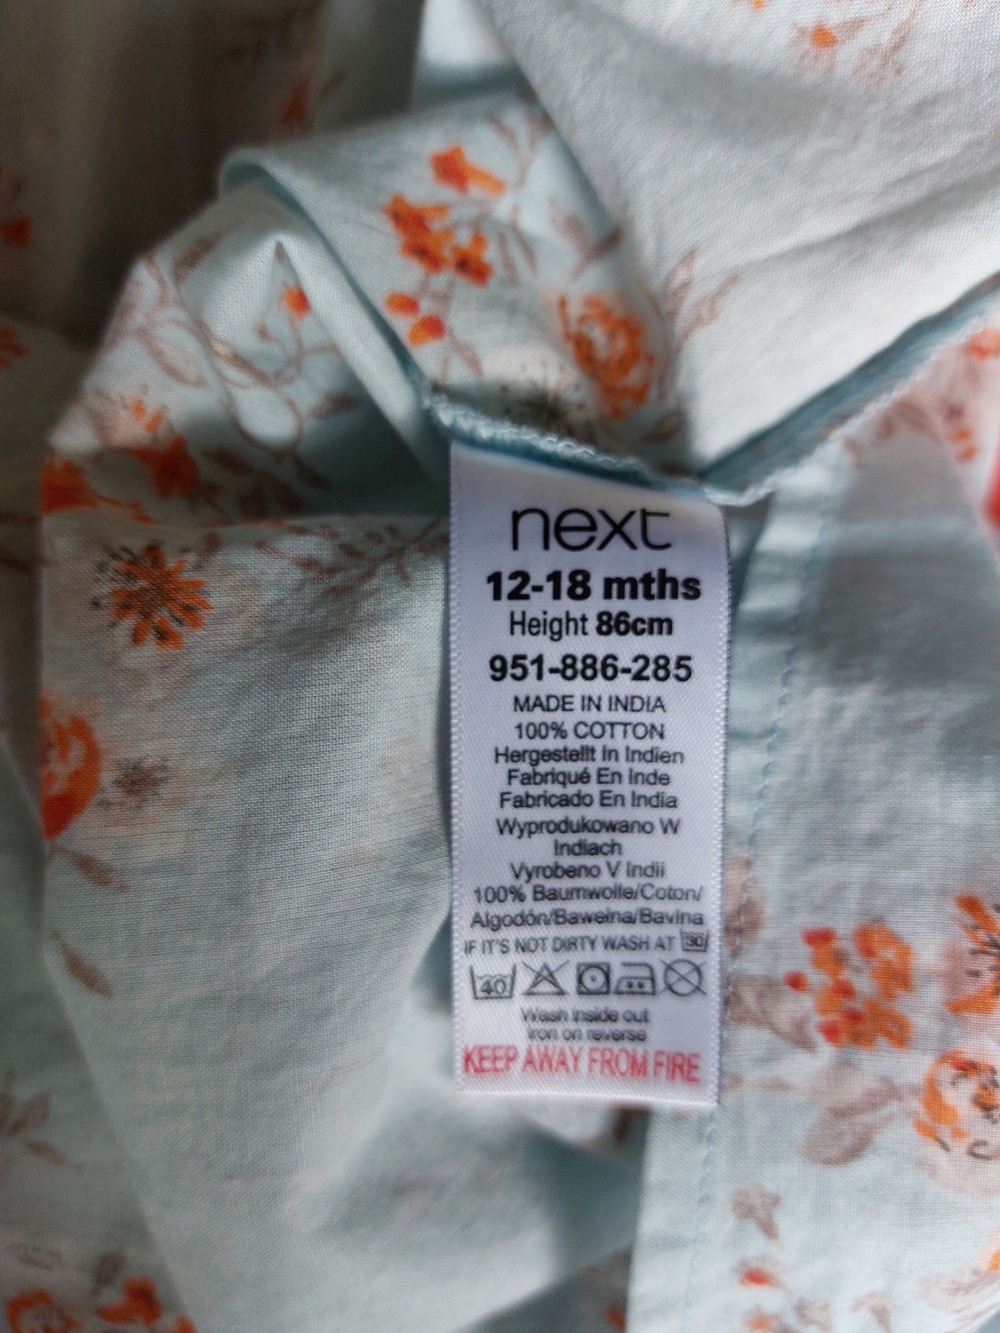 next
12-18 mths
Height 86cm
951-886-285
MADE IN INDIA
100% COTTON
Hergestellt In Indien
Fabriqué En Inde
Fabricado En India
Wyprodukowano W
Indiach
Vyrobeno V Indii
100% Baumwolle/Coton/
Algodón/Bawełna/Bavlna
IF IT'S NOT DIRTY WASH AT 30
40
Wash inside out
Iron on reverse
KEEP AWAY FROM FIRE